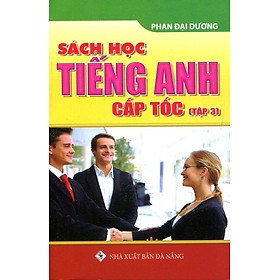 PHAN ĐẠI DƯƠNG
SÁCH HỌC
TIẾNG ANH
CẤP TỐC (TẬP 3)
NHÀ XUẤT BẢN ĐÀ NẴNG